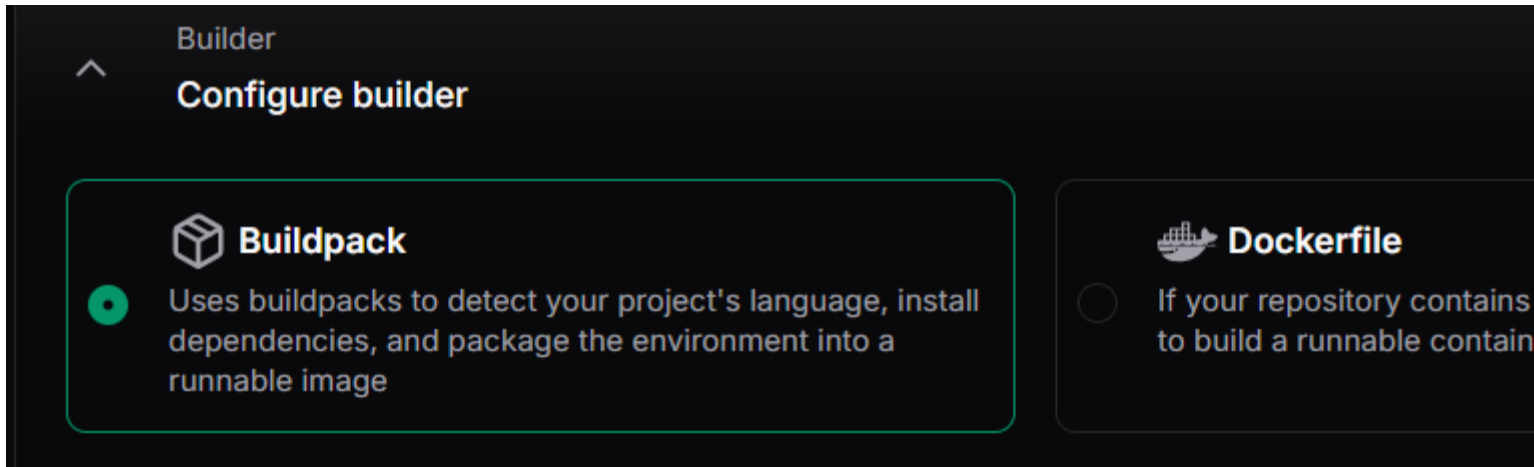 Builder
Configure builder
Buildpack
Uses buildpacks to detect your project's language, install
dependencies, and package the environment into a
runnable image
Dockerfile
If your repository contains
to build a runnable contain